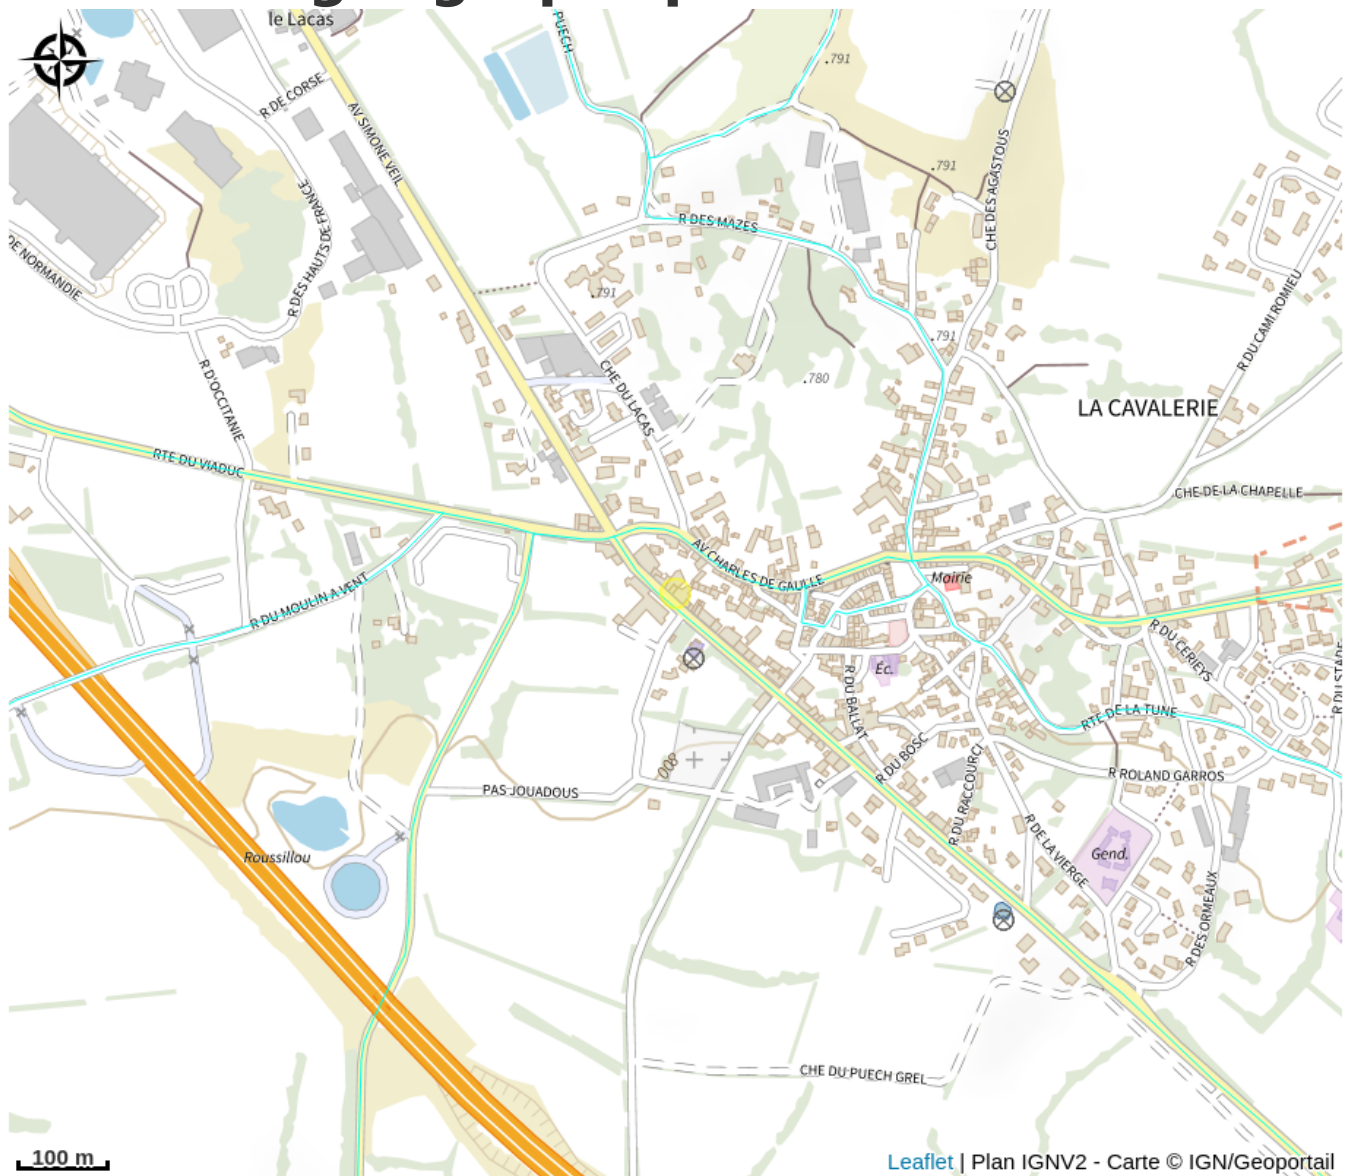 le Lacas
PUECH
.791
R DE CORSE
AV SIMONE VEIL
.791
CHE DES AGASTOUS
R DES HAUTS DE FRANCE
R DES MAZES
DE NORMANDIE
.791
R DU CAMI ROMIEU
.791
R D'OCCITANIE
CHE DU LACAS
.780
LA CAVALERIE
RTE DU VIADUC
CHE DE LA CHAPELLE
AV CHARLES DE GAULLE
Mairie
R DU MOULIN A VENT
R DU CERIEYS
Éc.
R DU STADE
R DU BALLAT
RTE DE LA TUNE
R DU BOSC
800
R ROLAND GARROS
PAS JOUADOUS
R DU RACCOURCI
R DE LA VIERGE
Gend.
Roussillou
R DES ORMEAUX
CHE DU PUECH GREL
100 m
Leaflet | Plan IGNV2 - Carte © IGN/Geoportail